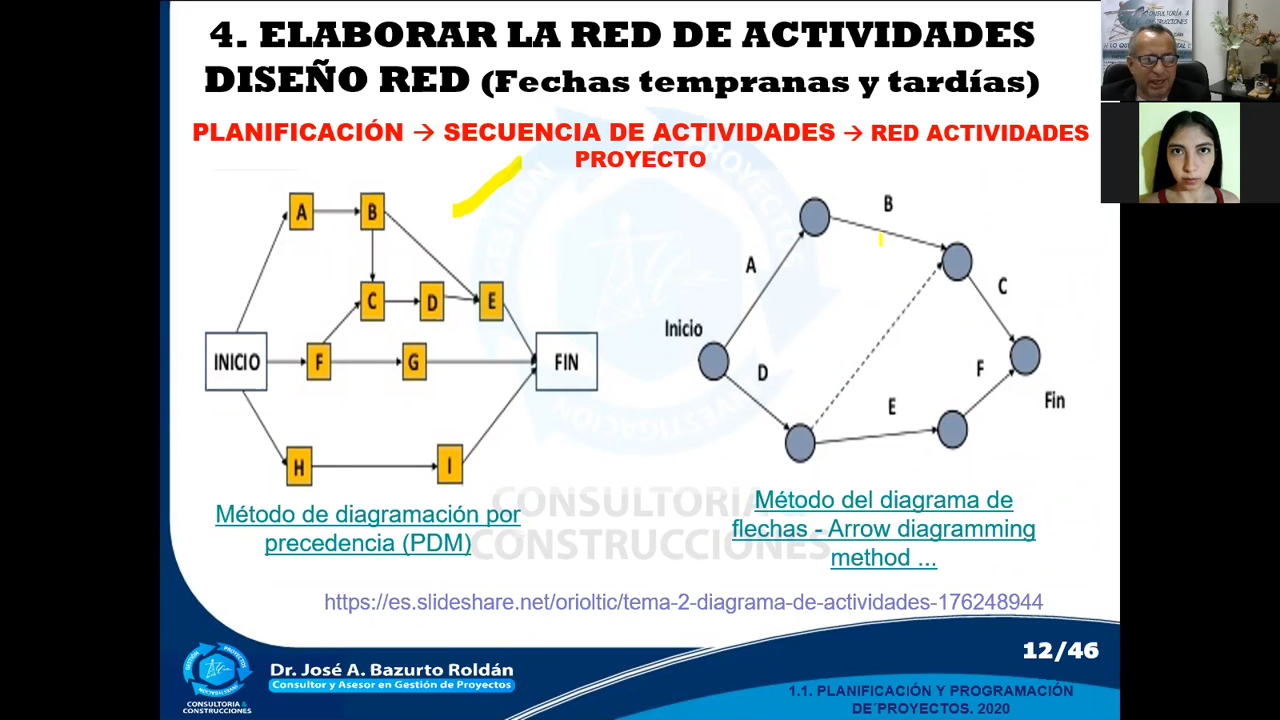 4. ELABORAR LA RED DE ACTIVIDADES
DISEÑO RED (Fechas tempranas y tardías)
PLANIFICACIÓN → SECUENCIA DE ACTIVIDADES → RED ACTIVIDADES
PROYECTO
A
B
C
D
E
INICIO
F
G
FIN
H
I
B
A
C
Inicio
D
F
E
Fin
Método de diagramación por
precedencia (PDM)
Método del diagrama de
flechas - Arrow diagramming
method ...
CONSULTORIA &
CONSTRUCCIONES
https://es.slideshare.net/orioltic/tema-2-diagrama-de-actividades-176248944
12/46
Dr. José A. Bazurto Roldán
Consultor y Asesor en Gestión de Proyectos
CONSULTORIA &
CONSTRUCCIONES
1.1. PLANIFICACIÓN Y PROGRAMACIÓN
DE´PROYECTOS. 2020